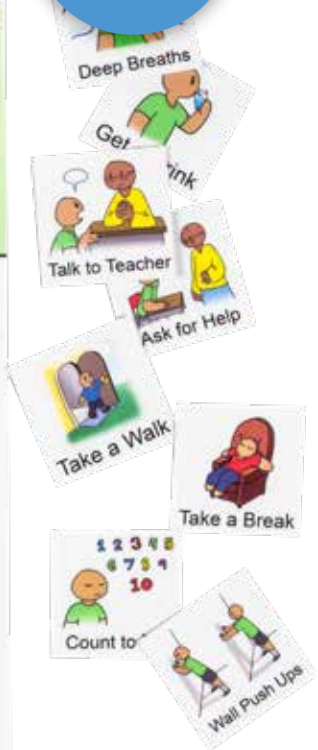 Deep Breaths
Get
ink
Talk to Teacher
Ask for Help
Take a Walk
Take a Break
1 2 3 4 5
6 7 8 9
10
Count to
Wall Push Ups